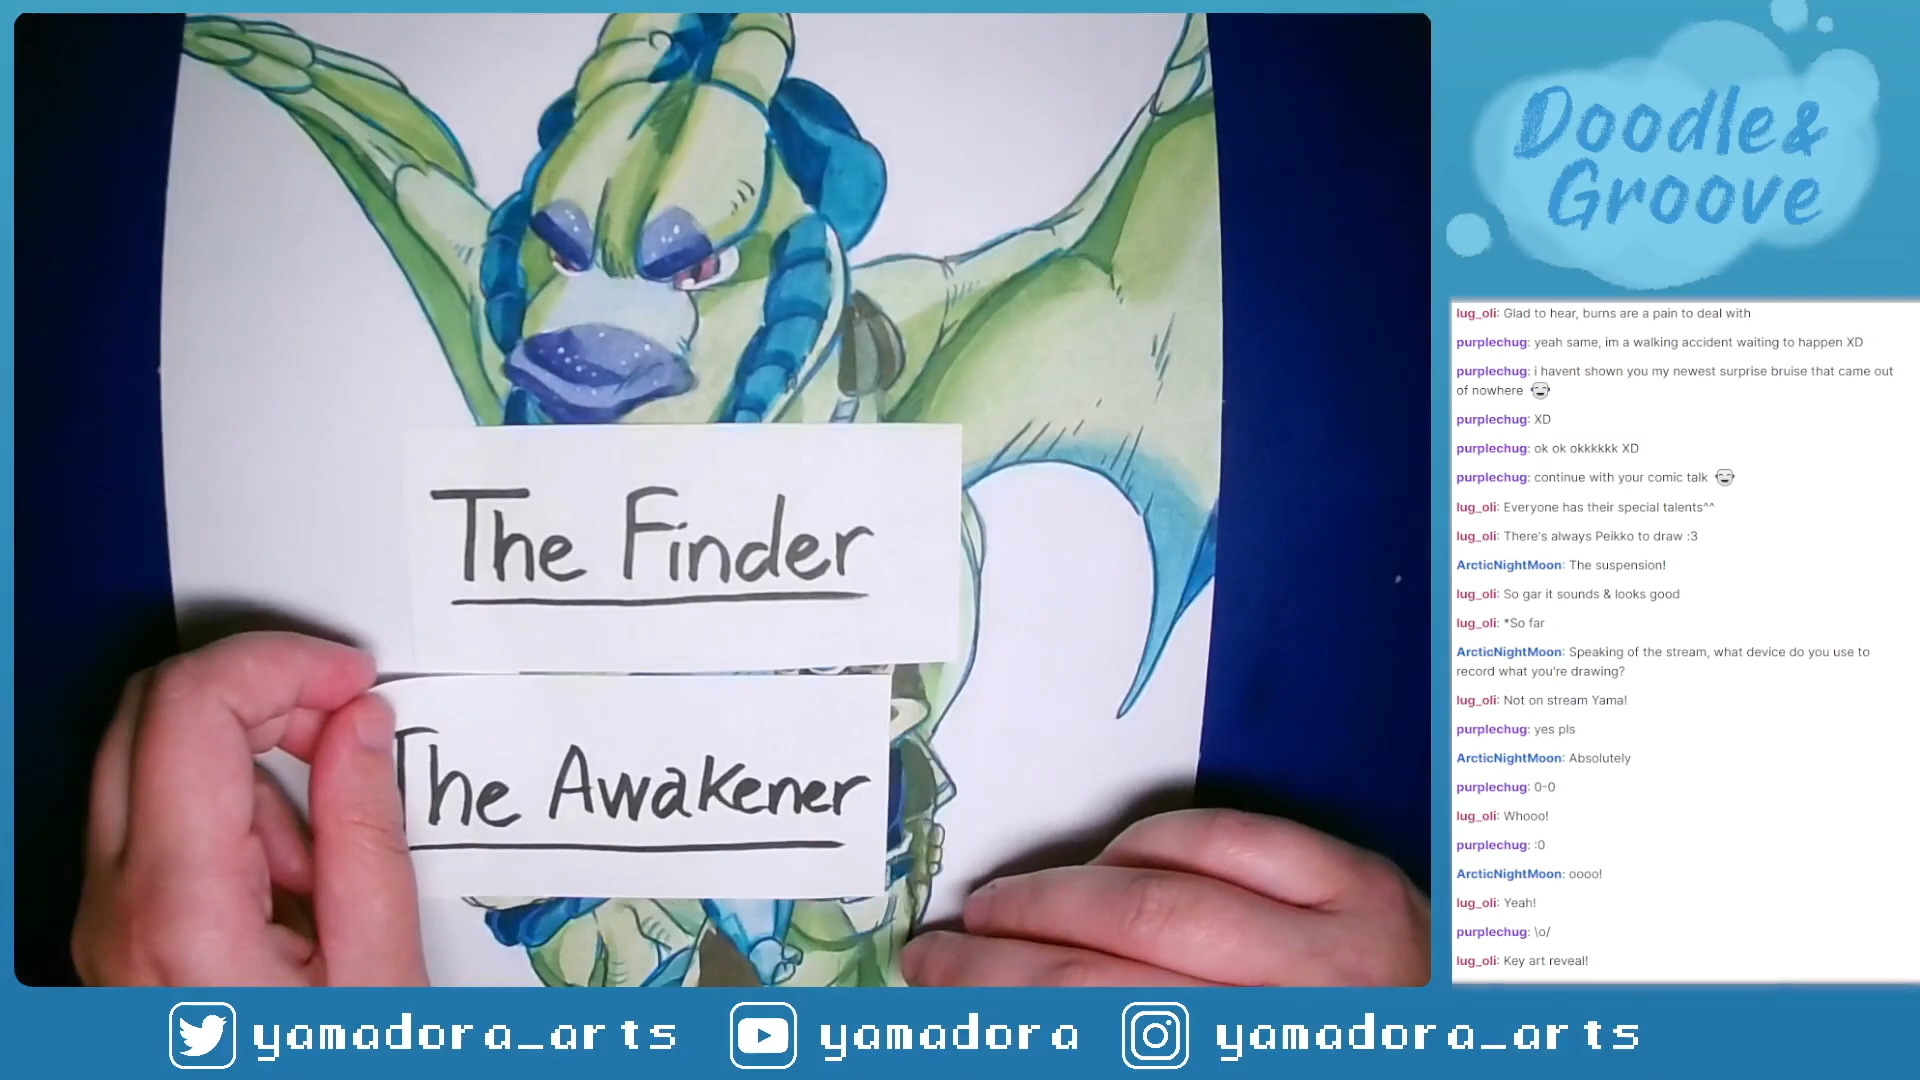 The Finder
The Awakener
Doodle&
Groove
lug_oli: Glad to hear, burns are a pain to deal with
purplechug: yeah same, im a walking accident waiting to happen XD
purplechug: i havent shown you my newest surprise bruise that came out
of nowhere
purplechug: XD
purplechug: ok ok okkkkkk XD
purplechug: continue with your comic talk
lug_oli: Everyone has their special talents^^
lug_oli: There's always Peikko to draw :3
ArcticNightMoon: The suspension!
lug_oli: So gar it sounds & looks good
lug_oli: *So far
ArcticNightMoon: Speaking of the stream, what device do you use to
record what you're drawing?
lug_oli: Not on stream Yama!
purplechug: yes pls
ArcticNightMoon: Absolutely
purplechug: 0-0
lug_oli: Whooo!
purplechug: :0
ArcticNightMoon: oooo!
lug_oli: Yeah!
purplechug: \o/
lug_oli: Key art reveal!
yamadora_arts
yamadora
yamadora_arts